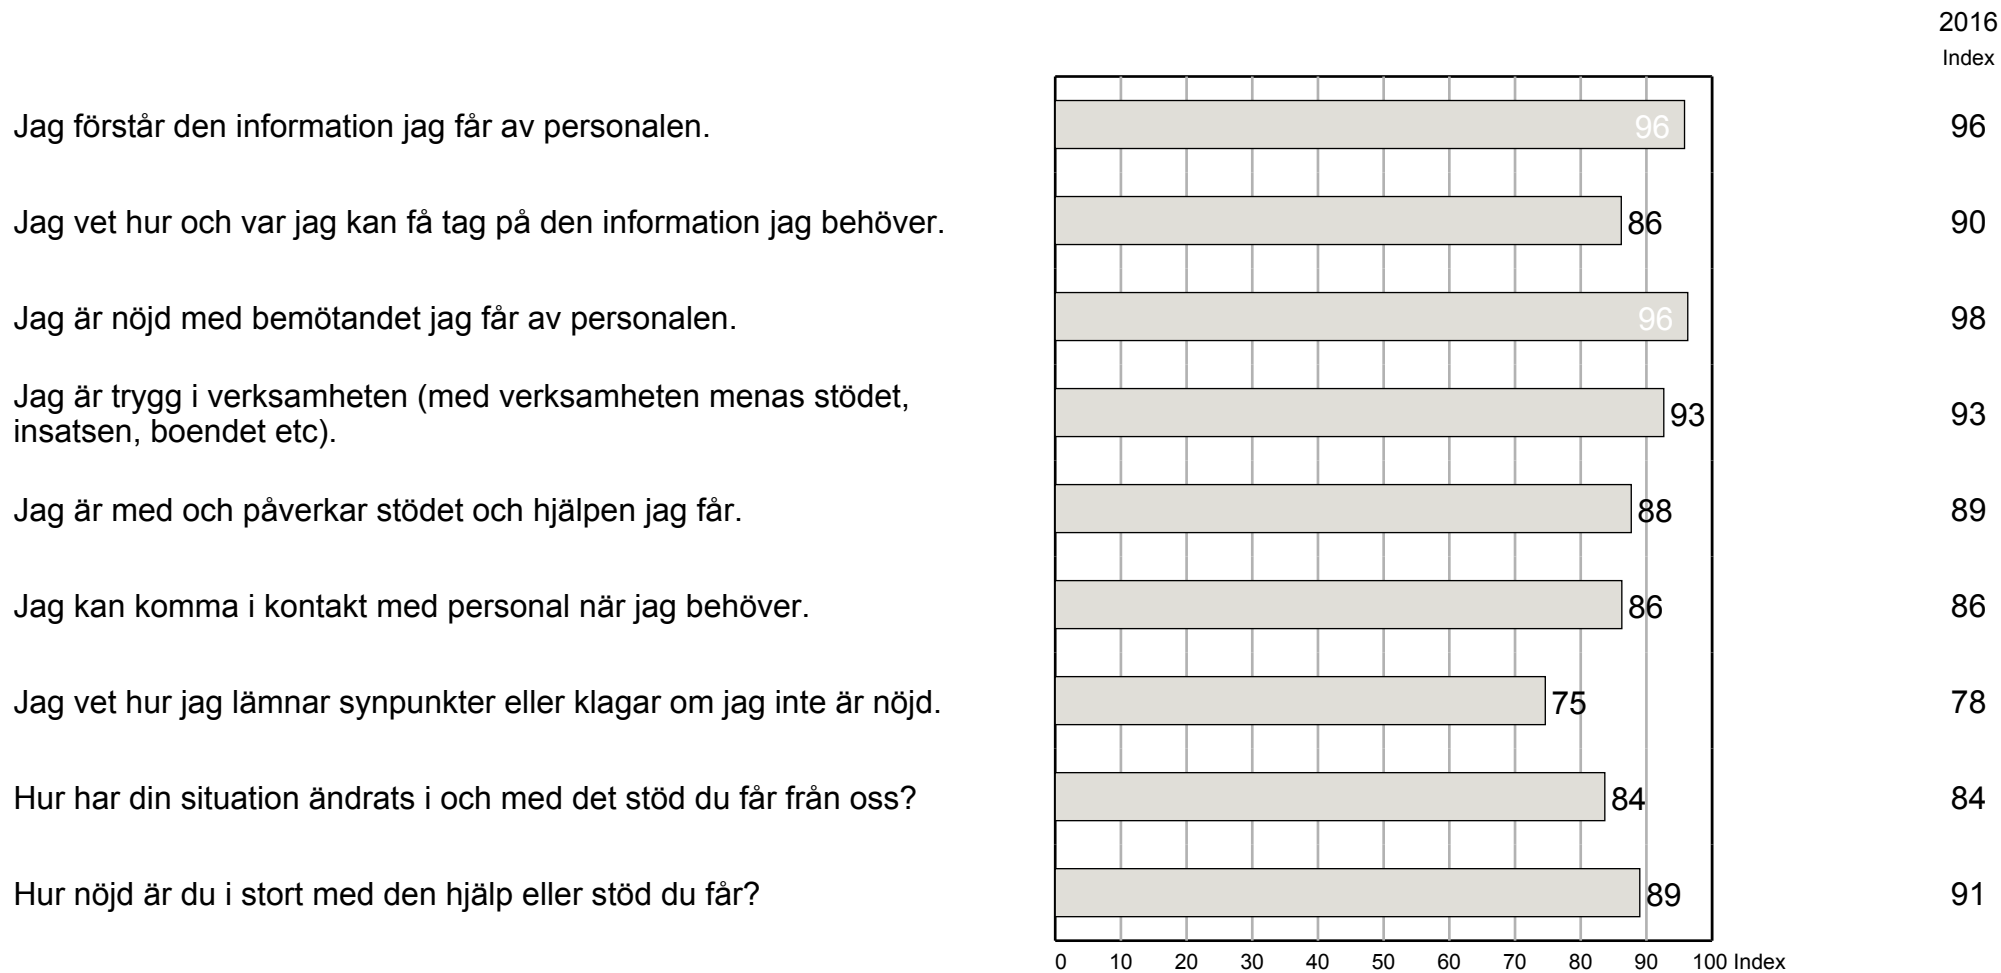 2016
Index
Jag förstår den information jag får av personalen. 96 96
Jag vet hur och var jag kan få tag på den information jag behöver. 86 90
Jag är nöjd med bemötandet jag får av personalen. 96 98
Jag är trygg i verksamheten (med verksamheten menas stödet,
insatsen, boendet etc). 93 93
Jag är med och påverkar stödet och hjälpen jag får. 88 89
Jag kan komma i kontakt med personal när jag behöver. 86 86
Jag vet hur jag lämnar synpunkter eller klagar om jag inte är nöjd. 75 78
Hur har din situation ändrats i och med det stöd du får från oss? 84 84
Hur nöjd är du i stort med den hjälp eller stöd du får? 89 91
0 10 20 30 40 50 60 70 80 90 100 Index